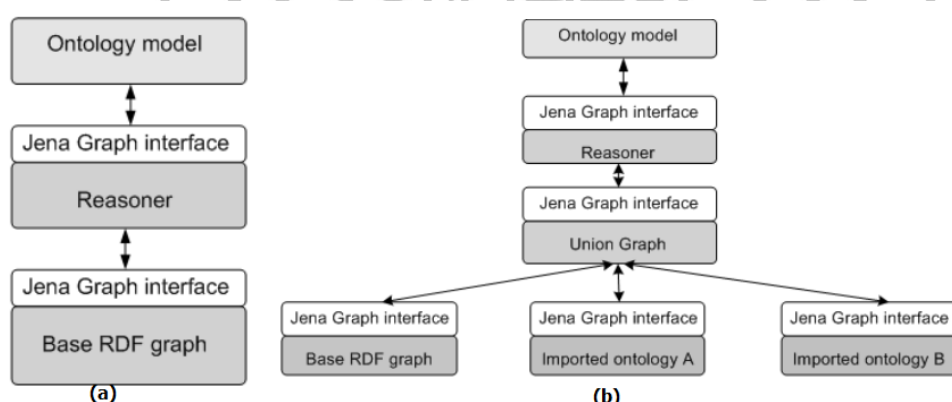 Ontology model
Jena Graph interface
Reasoner
Jena Graph interface
Base RDF graph
(a)
Ontology model
Jena Graph interface
Reasoner
Jena Graph interface
Union Graph
Jena Graph interface
Base RDF graph
Jena Graph interface
Imported ontology A
Jena Graph interface
Imported ontology B
(b)